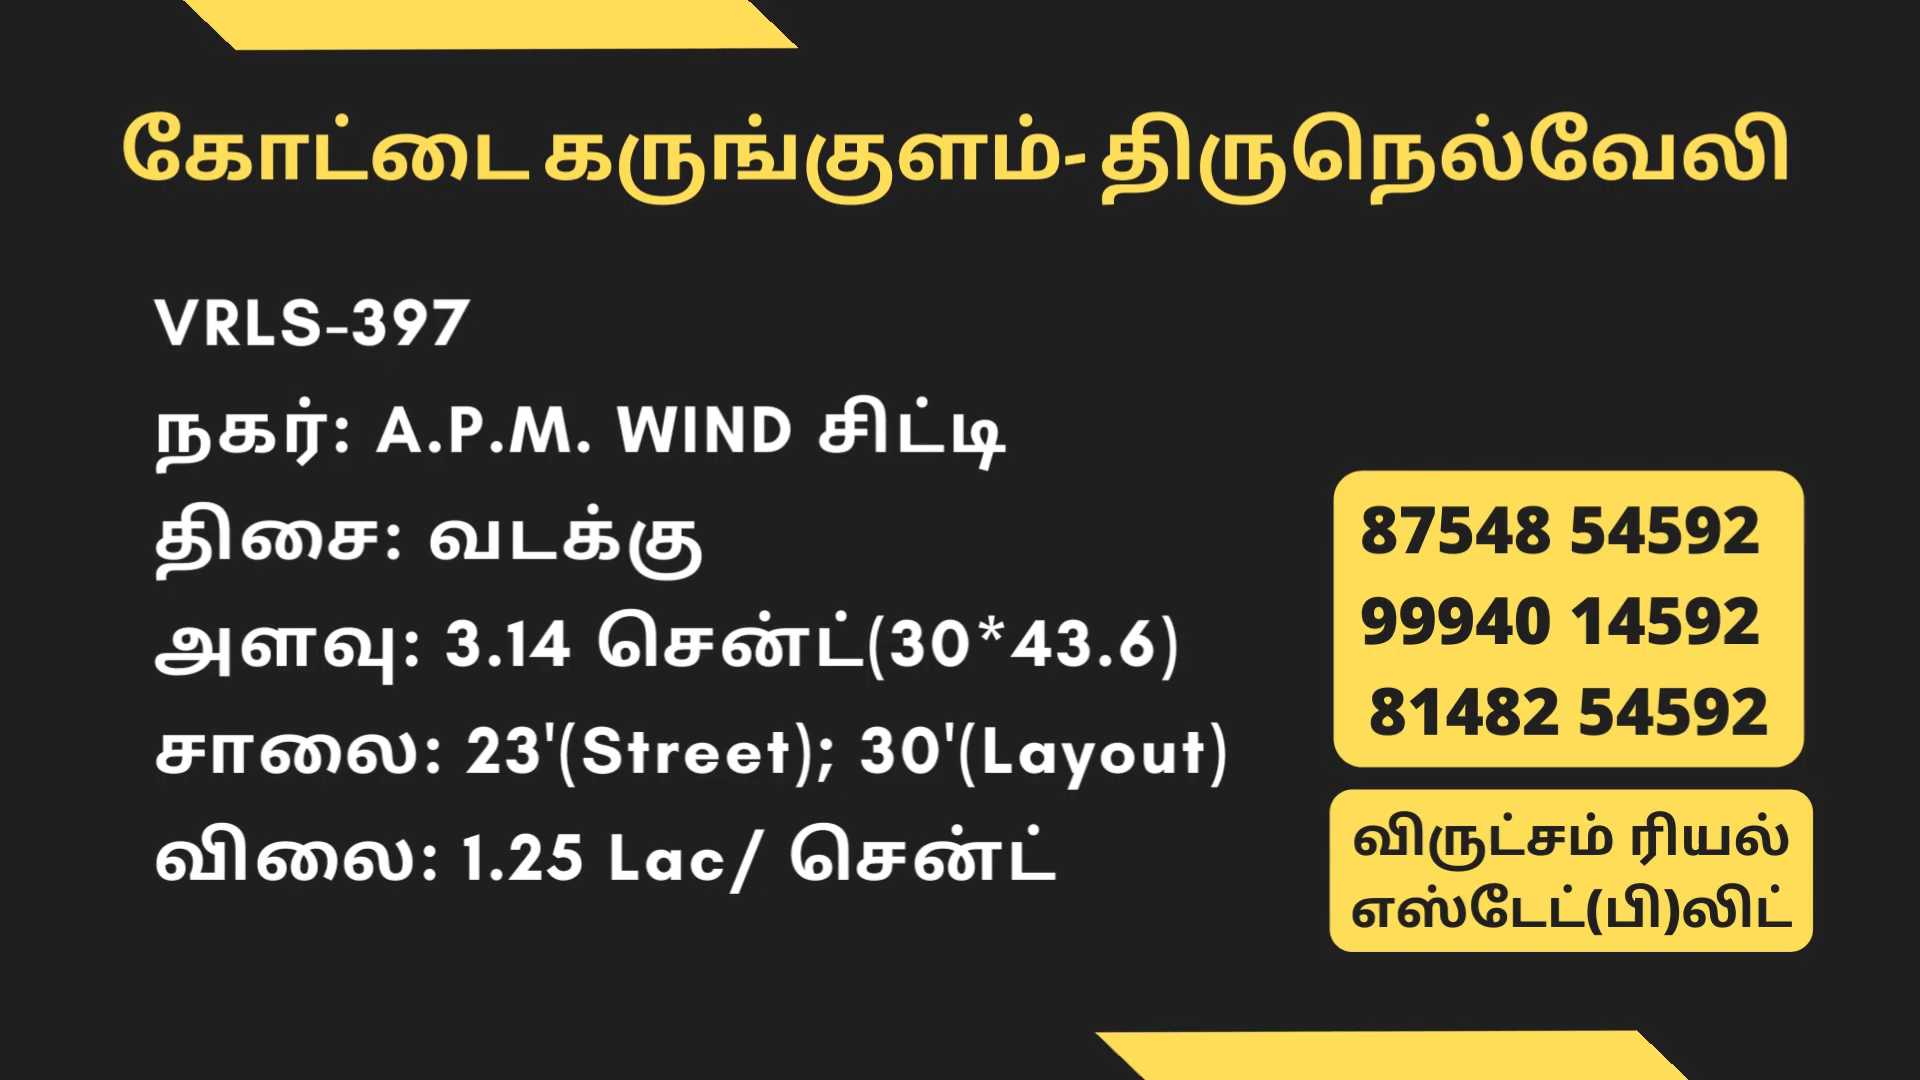 கோட்டை கருங்குளம்- திருநெல்வேலி
VRLS-397
நகர்: A.P.M. WIND சிட்டி
திசை: வடக்கு
அளவு: 3.14 சென்ட்(30*43.6)
சாலை: 23'(Street); 30'(Layout)
விலை: 1.25 Lac/ சென்ட்
87548 54592
99940 14592
81482 54592
விருட்சம் ரியல்
எஸ்டேட்(பி)லிட்